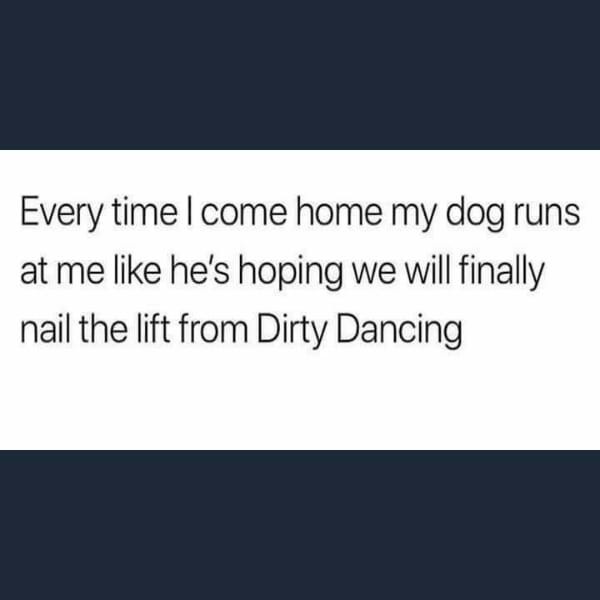 Every time I come home my dog runs
at me like he's hoping we will finally
nail the lift from Dirty Dancing